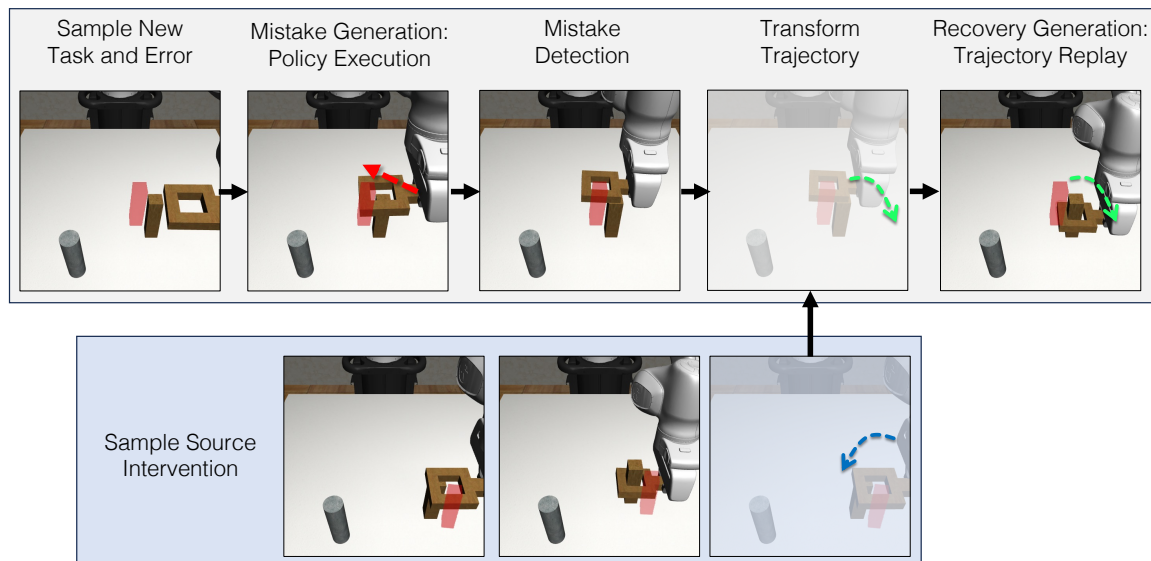 Sample New
Task and Error
Mistake Generation:
Policy Execution
Mistake
Detection
Transform
Trajectory
Recovery Generation:
Trajectory Replay
Sample Source
Intervention